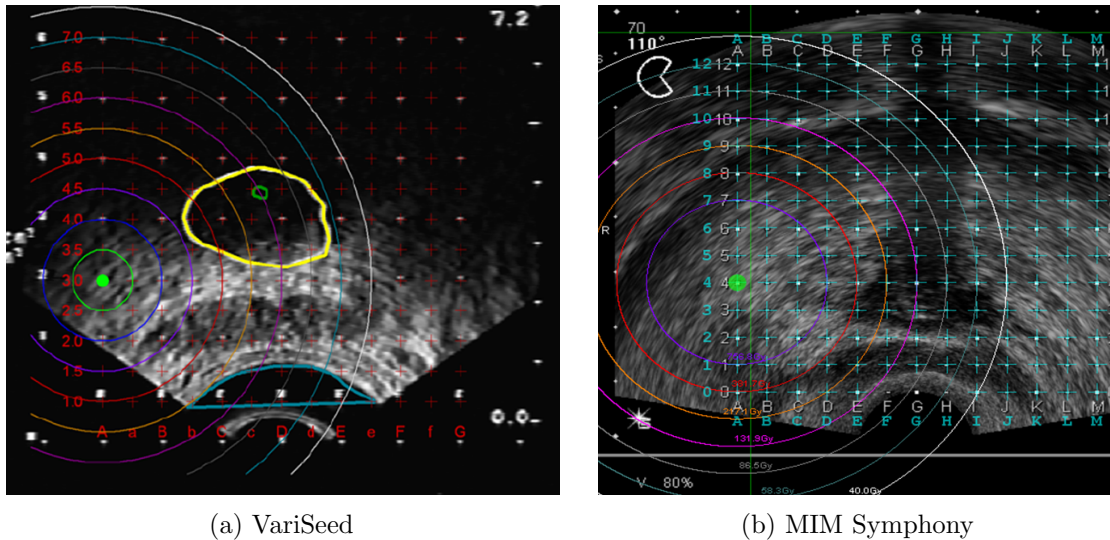 7.2
7.0
6.5
6.0
5.5
5.0
4.5
4.0
3.5
3.0
2.5
2.0
1.5
1.0
0.0
A a B b C c D d E e F f G
(a) VariSeed
70
110°
A B C D E F G H I J K L M
A B C D E F G H I J K L M
12 12
11 11
10 10
9 9
8 8
7 7
6 6
5 5
4 4
3 3
2 2
1 1
0 0
R
131.9Gy
86.5Gy
58.3Gy
40.0Gy
A B C D E F G H I J K L M
A B C D E F G H I J K L M
V 80%
(b) MIM Symphony